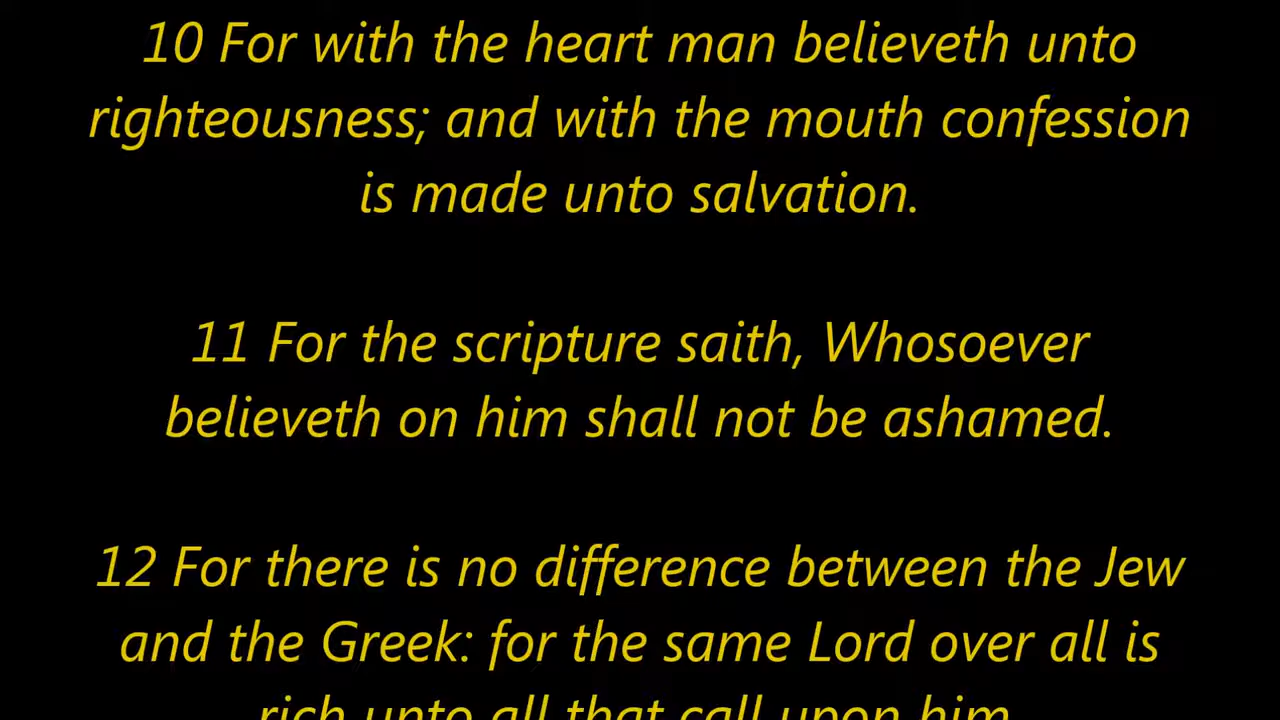 10 For with the heart man believeth unto
righteousness; and with the mouth confession
is made unto salvation.
11 For the scripture saith, Whosoever
believeth on him shall not be ashamed.
12 For there is no difference between the Jew
and the Greek: for the same Lord over all is
rich unto all that call upon him